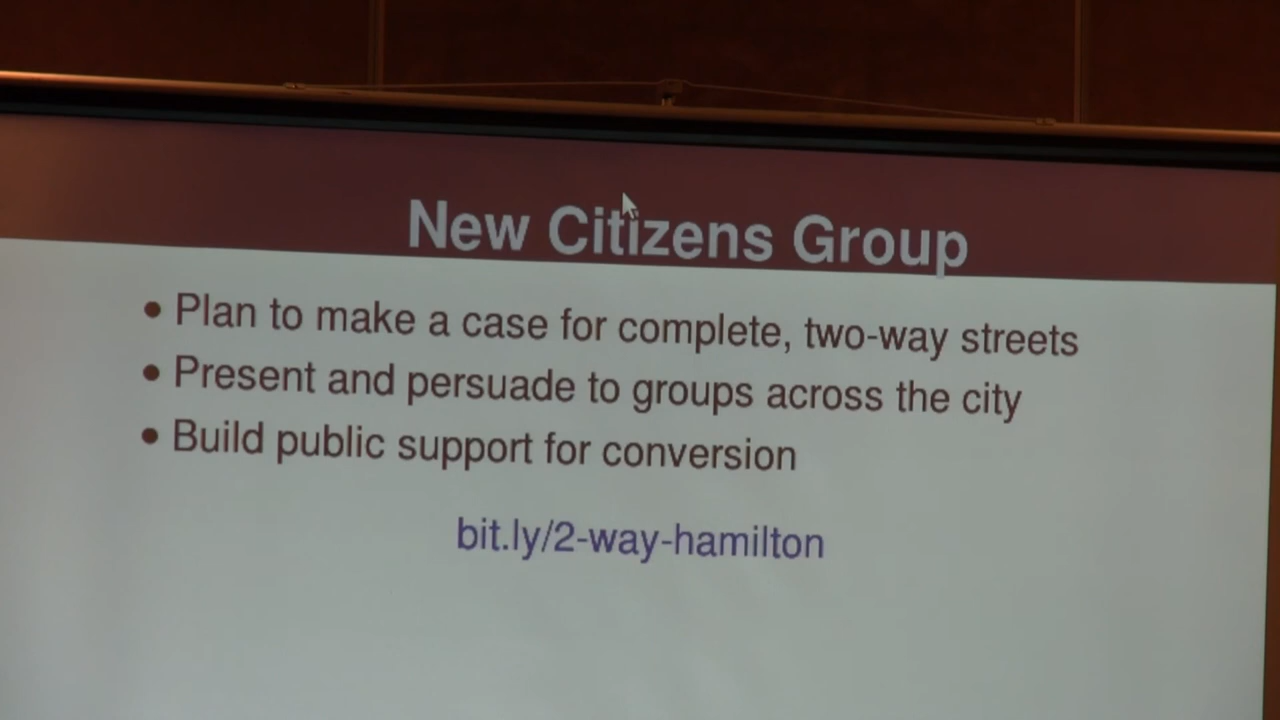 New Citizens Group
• Plan to make a case for complete, two-way streets
• Present and persuade to groups across the city
• Build public support for conversion
bit.ly/2-way-hamilton